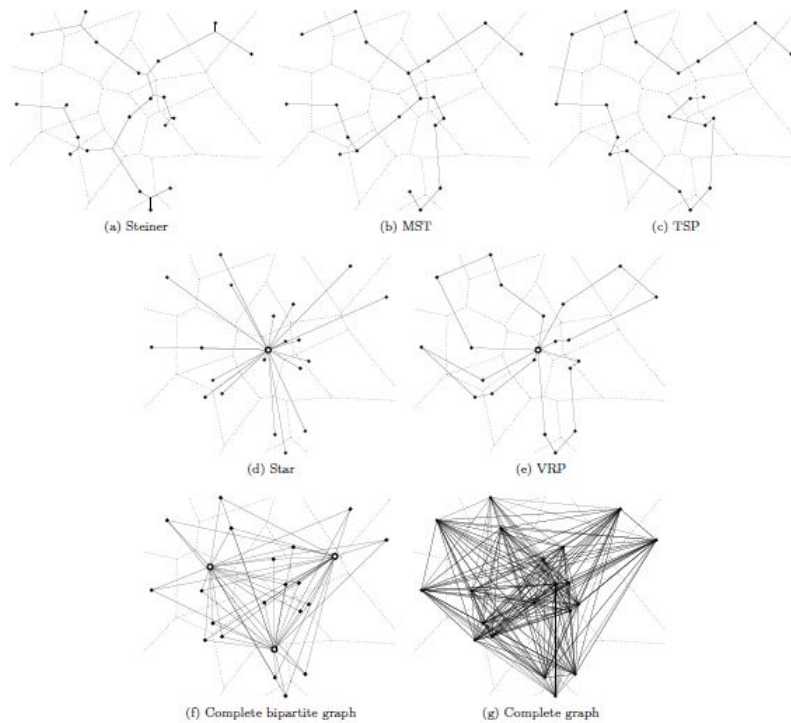 (a) Steiner
(b) MST
(c) TSP
(d) Star
(e) VRP
(f) Complete bipartite graph
(g) Complete graph